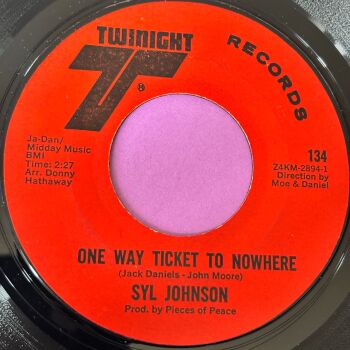 TWINIGHT
RECORDS
T
®
Ja-Dan/
Midday Music
BMI
Time: 2:27
Arr. Donny
Hathaway
134
Z4KM-2894-1
Direction by
Moe & Daniel
ONE WAY TICKET TO NOWHERE
(Jack Daniels - John Moore)
SYL JOHNSON
Prod. by Pieces of Peace